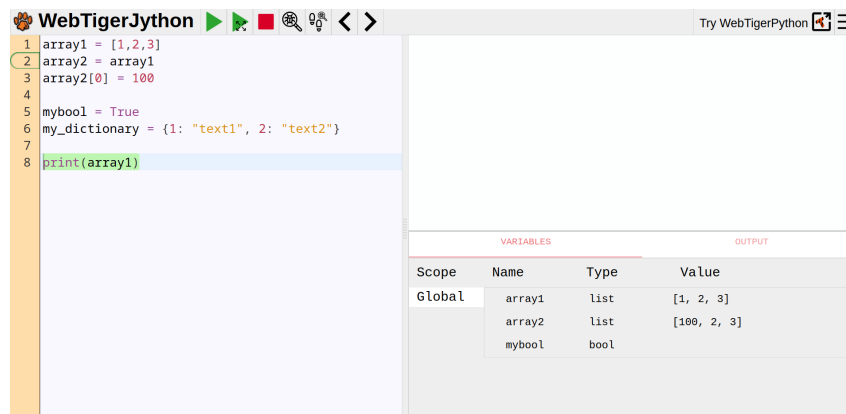 WebTigerJython
Try WebTigerPython
1 array1 = [1,2,3]
2 array2 = array1
3 array2[0] = 100
4
5 mybool = True
6 my_dictionary = {1: "text1", 2: "text2"}
7
8 print(array1)
VARIABLES OUTPUT
Scope Name Type Value
Global array1 list [1, 2, 3]
array2 list [100, 2, 3]
mybool bool